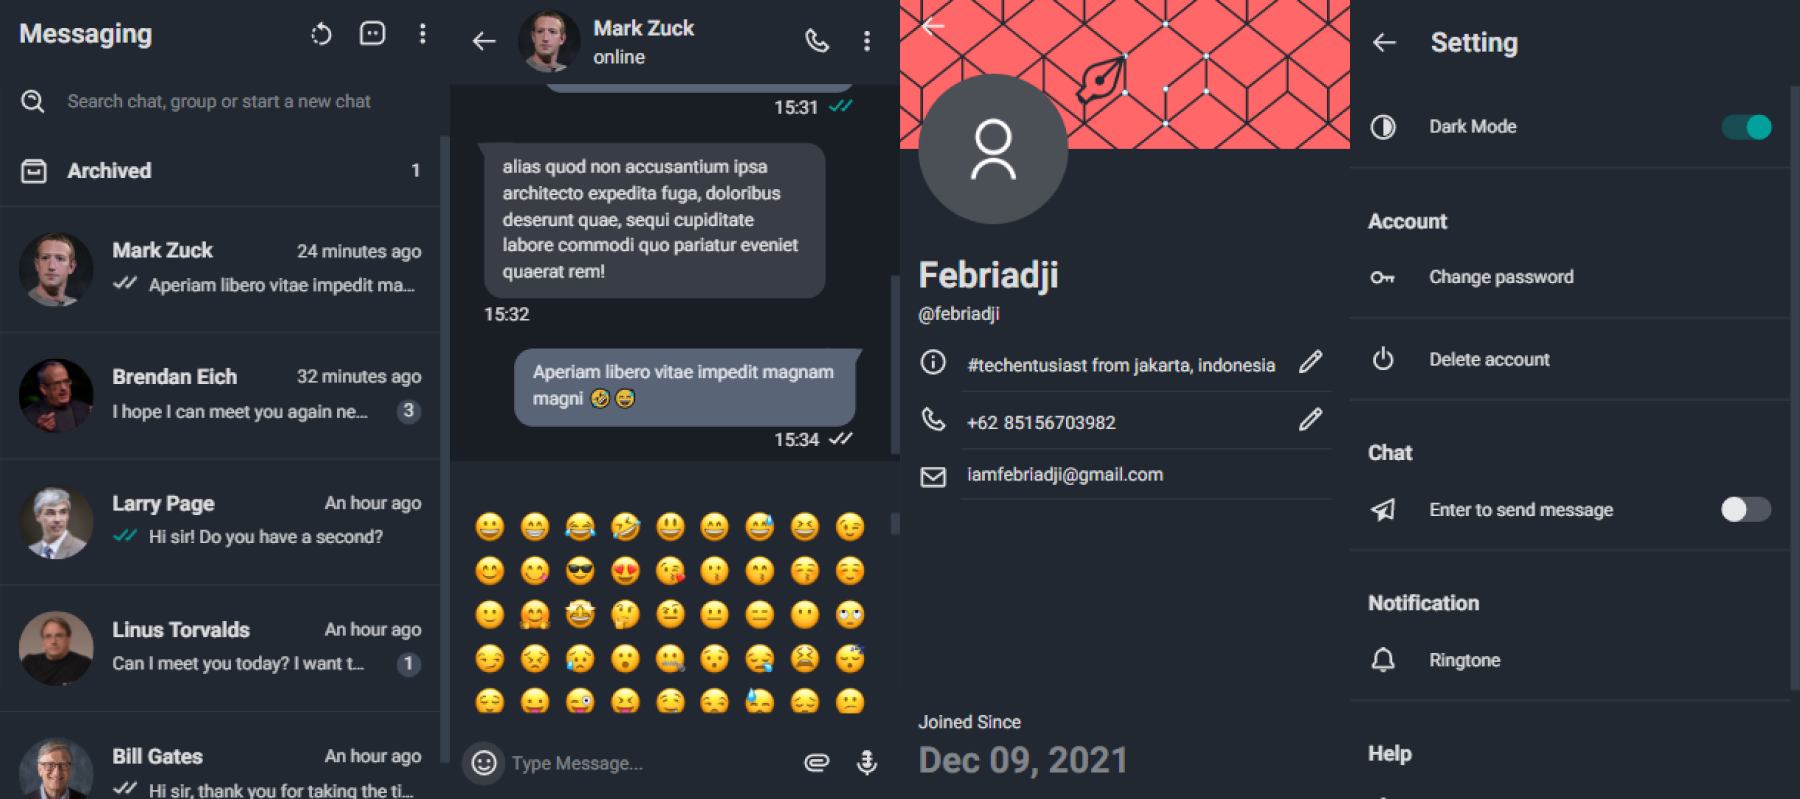 Messaging
Search chat, group or start a new chat
Archived 1
Mark Zuck 24 minutes ago
Aperiam libero vitae impedit ma...
Brendan Eich 32 minutes ago
I hope I can meet you again ne... 3
Larry Page An hour ago
Hi sir! Do you have a second?
Linus Torvalds An hour ago
Can I meet you today? I want t... 1
Bill Gates An hour ago
Hi sir, thank you for taking the ti...
Mark Zuck
online
15:31
alias quod non accusantium ipsa
architecto expedita fuga, doloribus
deserunt quae, sequi cupiditate
labore commodi quo pariatur eveniet
quaerat rem!
15:32
Aperiam libero vitae impedit magnam
magni 🤣😅
15:34
Type Message...
Febriadji
@febriadji
#techentusiast from jakarta, indonesia
+62 85156703982
iamfebriadji@gmail.com
Joined Since
Dec 09, 2021
Setting
Dark Mode
Account
Change password
Delete account
Chat
Enter to send message
Notification
Ringtone
Help